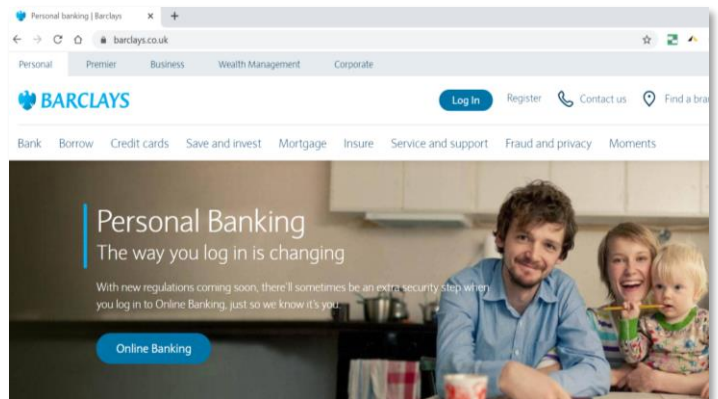 Personal banking | Barclays
barclays.co.uk
Personal Premier Business Wealth Management Corporate
BARCLAYS Log In Register Contact us Find a bra
Bank Borrow Credit cards Save and invest Mortgage Insure Service and support Fraud and privacy Moments
Personal Banking
The way you log in is changing
With new regulations coming soon, there'll sometimes be an extra security step when
you log in to Online Banking, just so we know it's you.
Online Banking